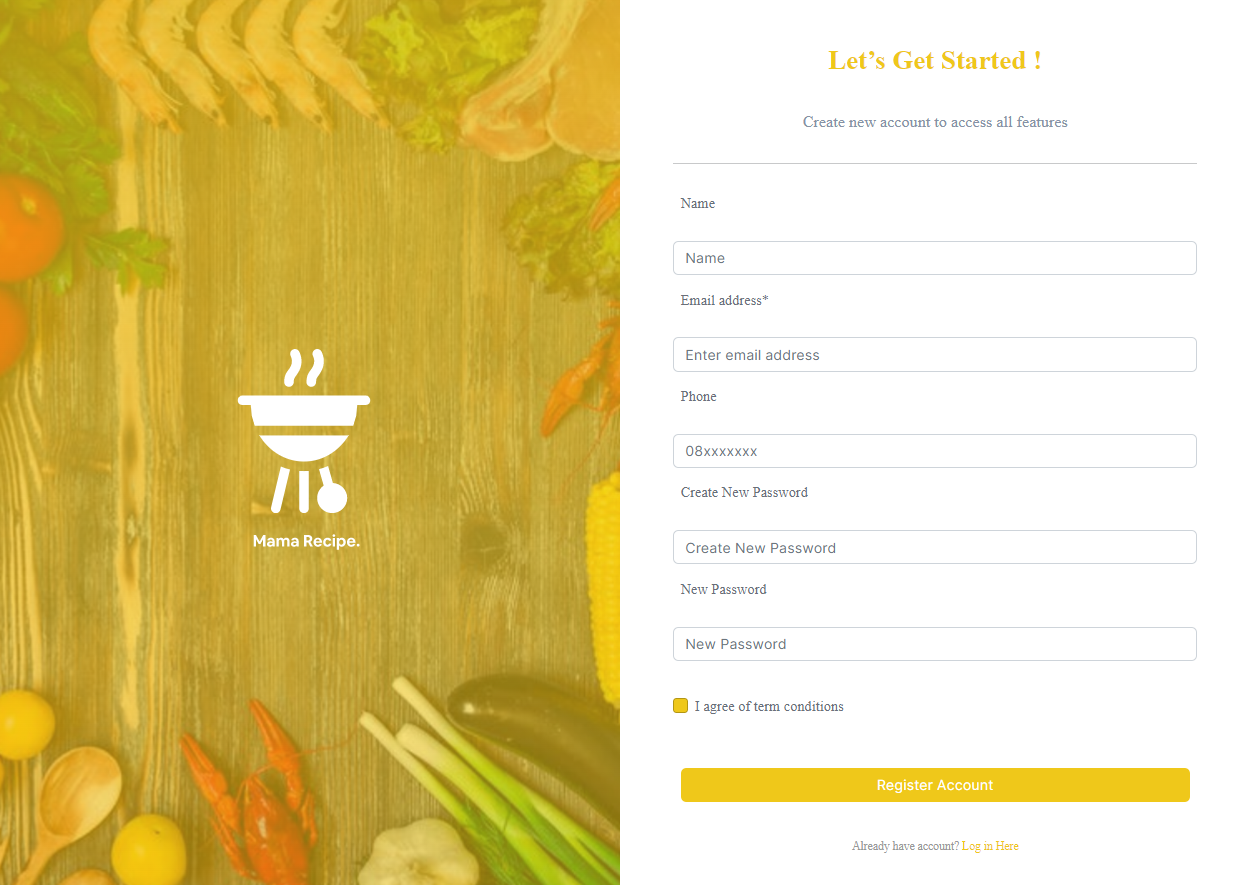 Mama Recipe.
Let’s Get Started !
Create new account to access all features
Name
Name
Email address*
Enter email address
Phone
08xxxxxxx
Create New Password
Create New Password
New Password
New Password
I agree of term conditions
Register Account
Already have account? Log in Here